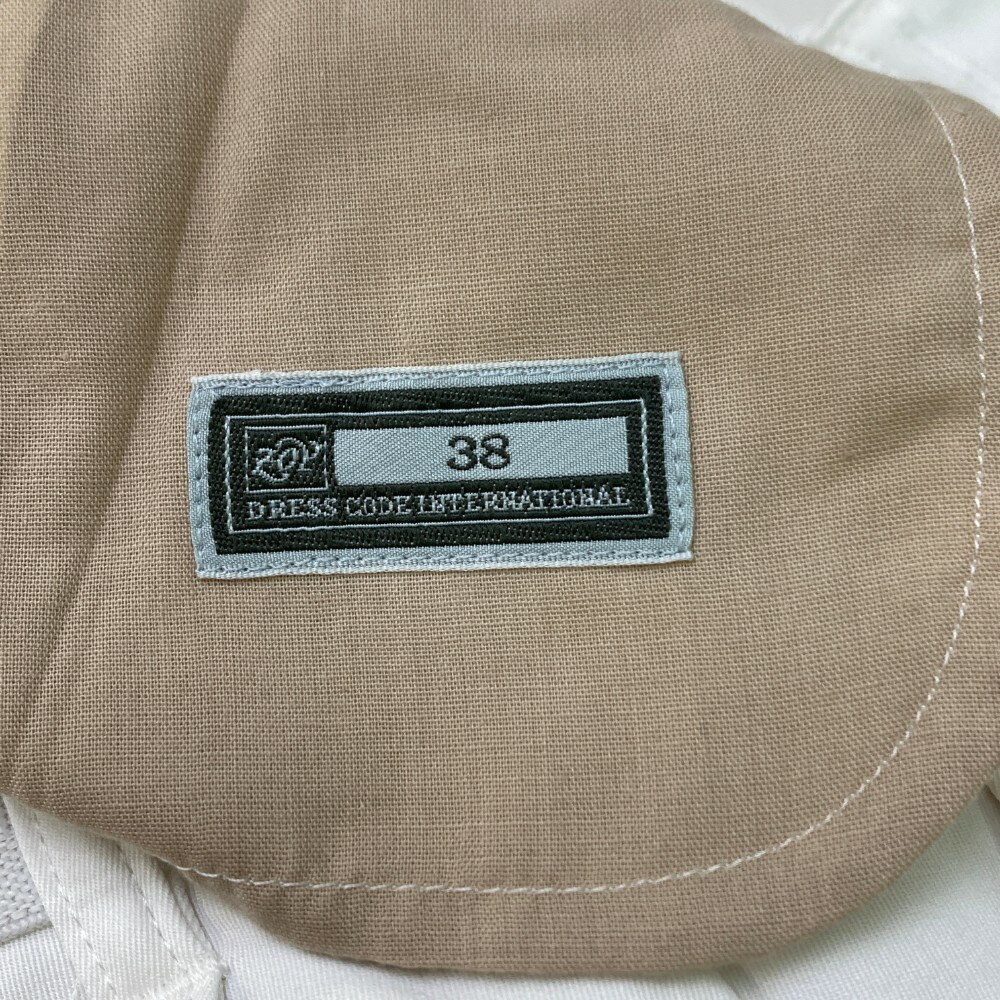 38
DRESS CODE INTERNATIONAL